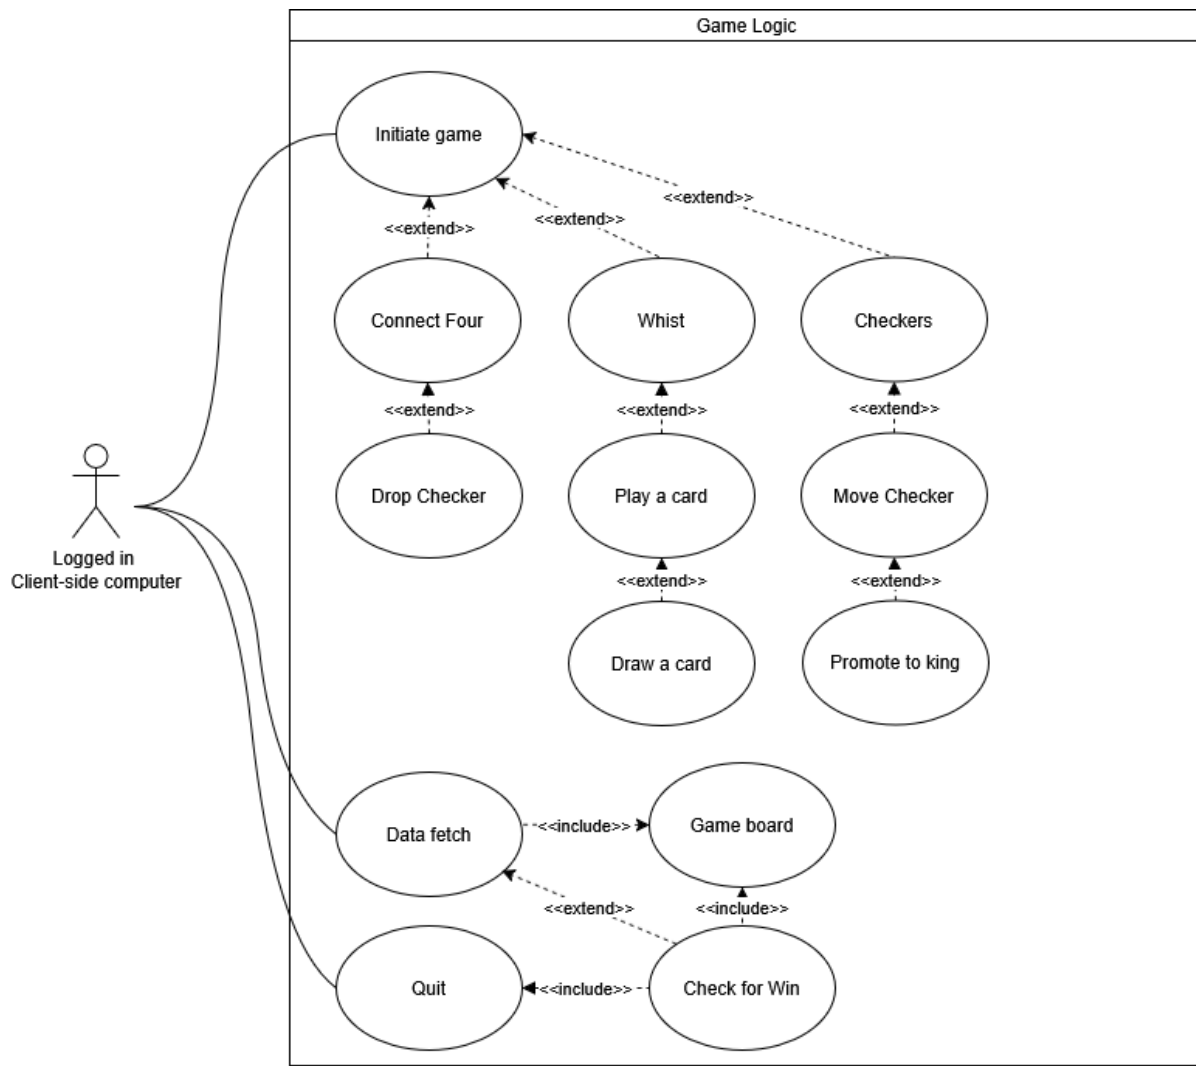 Game Logic
Initiate game
<<extend>>
<<extend>>
<<extend>>
Connect Four
Whist
Checkers
<<extend>>
<<extend>>
<<extend>>
Drop Checker
Play a card
Move Checker
Logged in
Client-side computer
<<extend>>
<<extend>>
Draw a card
Promote to king
Data fetch
<<include>>
Game board
<<extend>>
<<include>>
Quit
<<include>>
Check for Win